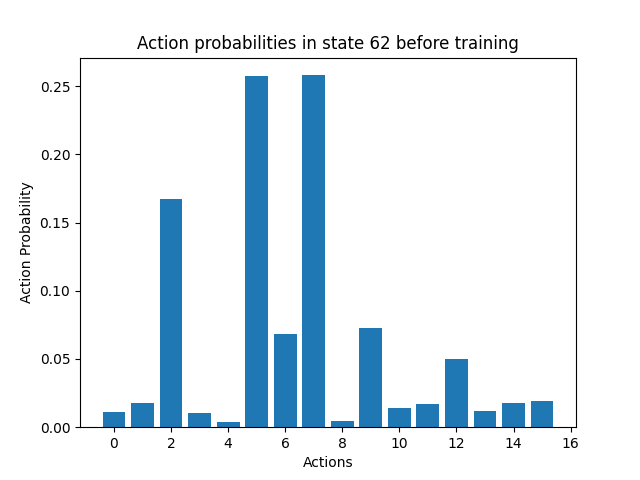 Action probabilities in state 62 before training
Action Probability
0.25
0.20
0.15
0.10
0.05
0.00
0 2 4 6 8 10 12 14 16
Actions